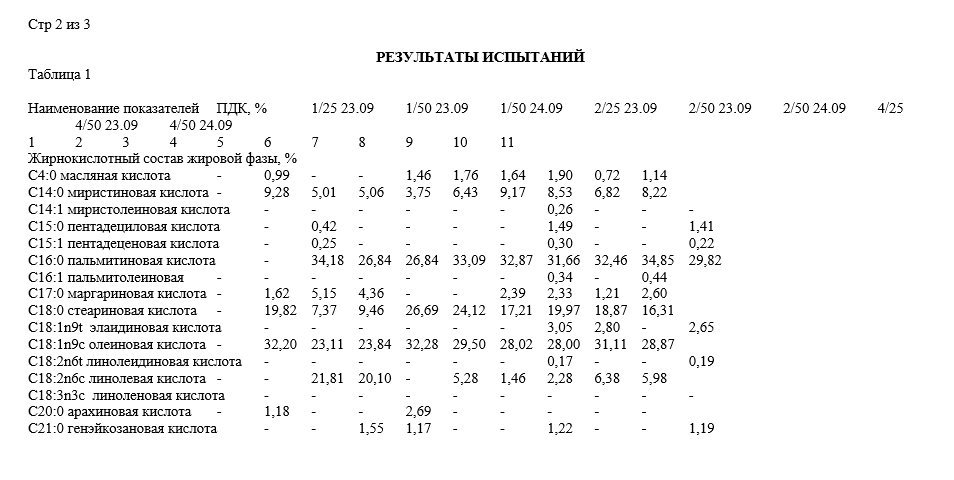 Стр 2 из 3
РЕЗУЛЬТАТЫ ИСПЫТАНИЙ
Таблица 1
Наименование показателей ПДК, % 1/25 23.09 1/50 23.09 1/50 24.09 2/25 23.09 2/50 23.09 2/50 24.09 4/25
4/50 23.09 4/50 24.09
1 2 3 4 5 6 7 8 9 10 11
Жирнокислотный состав жировой фазы, %
С4:0 масляная кислота - 0,99 - - 1,46 1,76 1,64 1,90 0,72 1,14
С14:0 миристиновая кислота - 9,28 5,01 5,06 3,75 6,43 9,17 8,53 6,82 8,22
С14:1 миристолеиновая кислота - - - - - - 0,26 - - -
С15:0 пентадециловая кислота - 0,42 - - - - 1,49 - - 1,41
С15:1 пентадеценовая кислота - 0,25 - - - - 0,30 - - 0,22
С16:0 пальмитиновая кислота - 34,18 26,84 26,84 33,09 32,87 31,66 32,46 34,85 29,82
С16:1 пальмитолеиновая - - - - - - 0,34 - 0,44
С17:0 маргариновая кислота - 1,62 5,15 4,36 - - 2,39 2,33 1,21 2,60
С18:0 стеариновая кислота - 19,82 7,37 9,46 26,69 24,12 17,21 19,97 18,87 16,31
С18:1n9t элаидиновая кислота - - - - - - 3,05 2,80 - 2,65
С18:1n9с олеиновая кислота - 32,20 23,11 23,84 32,28 29,50 28,02 28,00 31,11 28,87
С18:2n6t линолеидиновая кислота - - - - - - 0,17 - - 0,19
С18:2n6с линолевая кислота - - 21,81 20,10 - 5,28 1,46 2,28 6,38 5,98
С18:3n3с линоленовая кислота - - - - - - - - - -
С20:0 арахиновая кислота - 1,18 - - 2,69 - - - - -
С21:0 генэйкозановая кислота - - 1,55 1,17 - - 1,22 - - 1,19